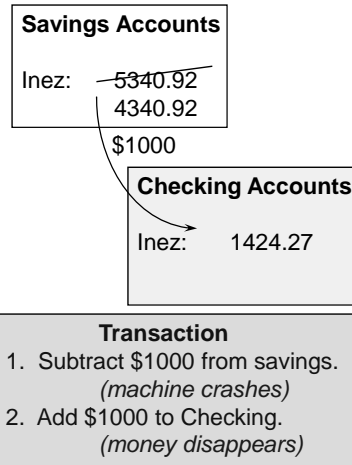 Savings Accounts
Inez: 5340.92
4340.92
$1000
Checking Accounts
Inez: 1424.27
Transaction
1. Subtract $1000 from savings.
(machine crashes)
2. Add $1000 to Checking.
(money disappears)